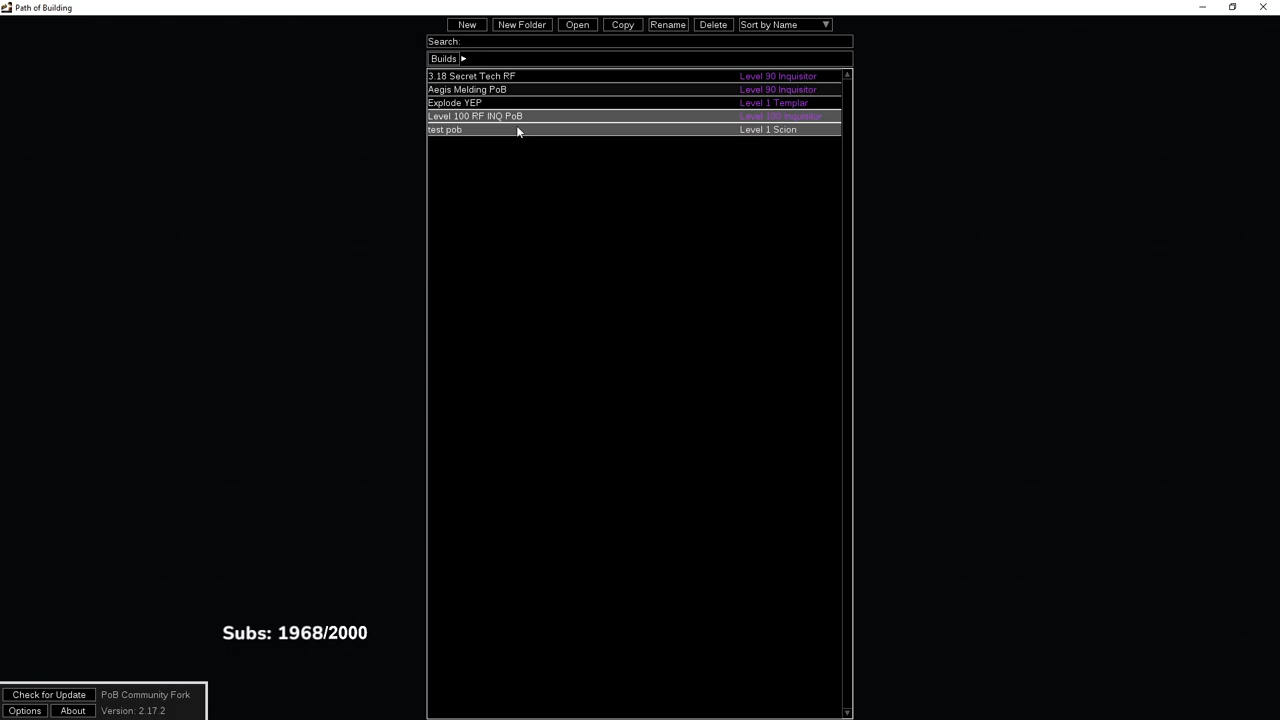 Path of Building
New New Folder Open Copy Rename Delete Sort by Name
Search:
Builds
3.18 Secret Tech RF Level 90 Inquisitor
Aegis Melding PoB Level 90 Inquisitor
Explode YEP Level 1 Templar
Level 100 RF INQ PoB Level 100 Inquisitor
test pob Level 1 Scion
Subs: 1968/2000
Check for Update PoB Community Fork
Options About Version: 2.17.2